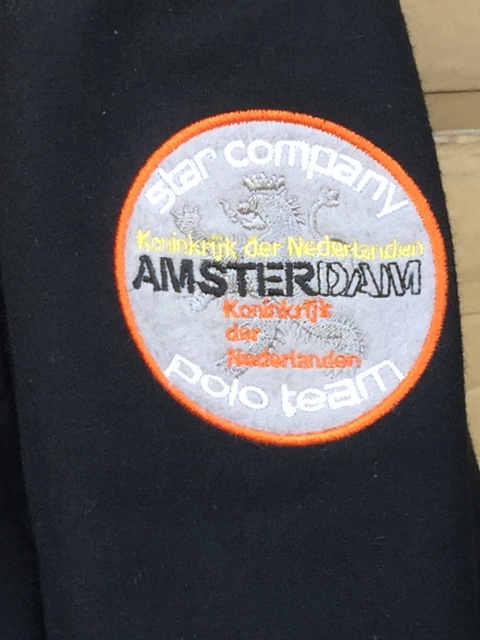 star company
Koninkrijk der Nederlanden
AMSTERDAM
Koninkrijk
der
Nederlanden
polo team